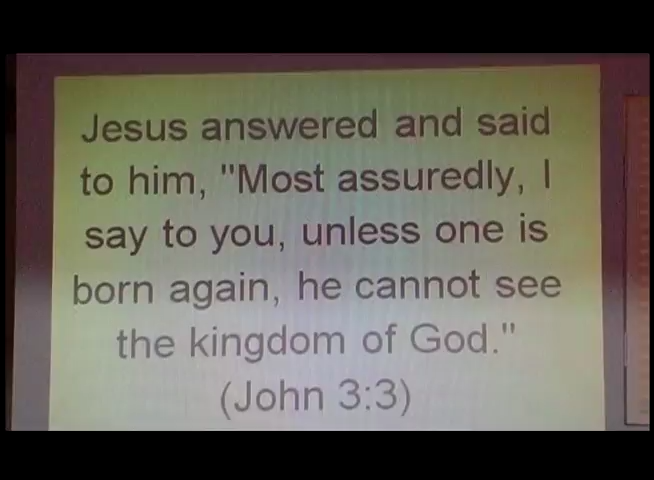 Jesus answered and said
to him, "Most assuredly, I
say to you, unless one is
born again, he cannot see
the kingdom of God."
(John 3:3)